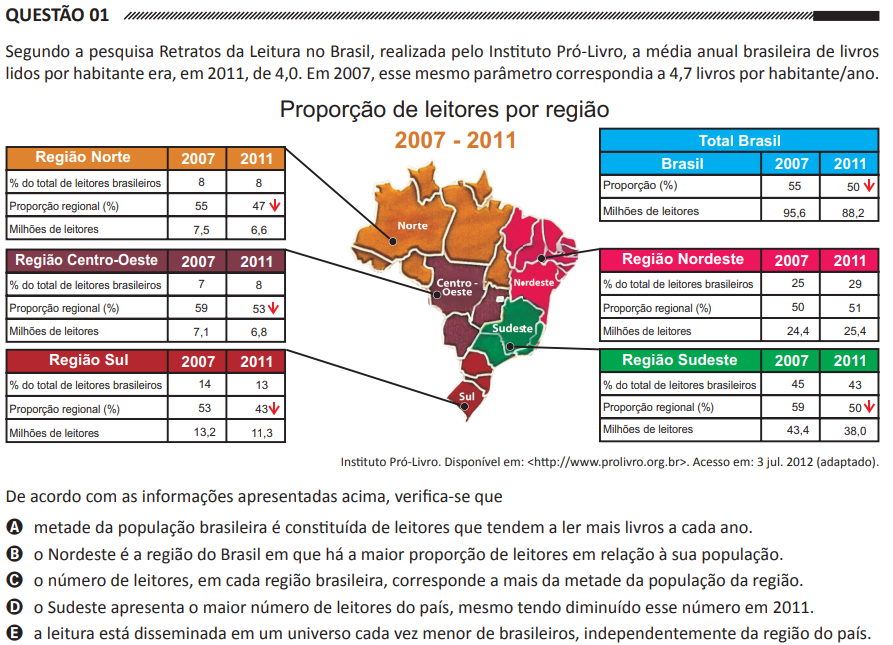 QUESTÃO 01
Segundo a pesquisa Retratos da Leitura no Brasil, realizada pelo Instituto Pró-Livro, a média anual brasileira de livros
lidos por habitante era, em 2011, de 4,0. Em 2007, esse mesmo parâmetro correspondia a 4,7 livros por habitante/ano.
Proporção de leitores por região
2007 - 2011
Região Norte 2007 2011
% do total de leitores brasileiros 8 8
Proporção regional (%) 55 47
Milhões de leitores 7,5 6,6
Região Centro-Oeste 2007 2011
% do total de leitores brasileiros 7 8
Proporção regional (%) 59 53
Milhões de leitores 7,1 6,8
Região Sul 2007 2011
% do total de leitores brasileiros 14 13
Proporção regional (%) 53 43
Milhões de leitores 13,2 11,3
Norte
Centro -
Oeste
Nordeste
Sudeste
Sul
Total Brasil
Brasil 2007 2011
Proporção (%) 55 50
Milhões de leitores 95,6 88,2
Região Nordeste 2007 2011
% do total de leitores brasileiros 25 29
Proporção regional (%) 50 51
Milhões de leitores 24,4 25,4
Região Sudeste 2007 2011
% do total de leitores brasileiros 45 43
Proporção regional (%) 59 50
Milhões de leitores 43,4 38,0
Instituto Pró-Livro. Disponível em: <http://www.prolivro.org.br>. Acesso em: 3 jul. 2012 (adaptado).
De acordo com as informações apresentadas acima, verifica-se que
A metade da população brasileira é constituída de leitores que tendem a ler mais livros a cada ano.
B o Nordeste é a região do Brasil em que há a maior proporção de leitores em relação à sua população.
C o número de leitores, em cada região brasileira, corresponde a mais da metade da população da região.
D o Sudeste apresenta o maior número de leitores do país, mesmo tendo diminuído esse número em 2011.
E a leitura está disseminada em um universo cada vez menor de brasileiros, independentemente da região do país.